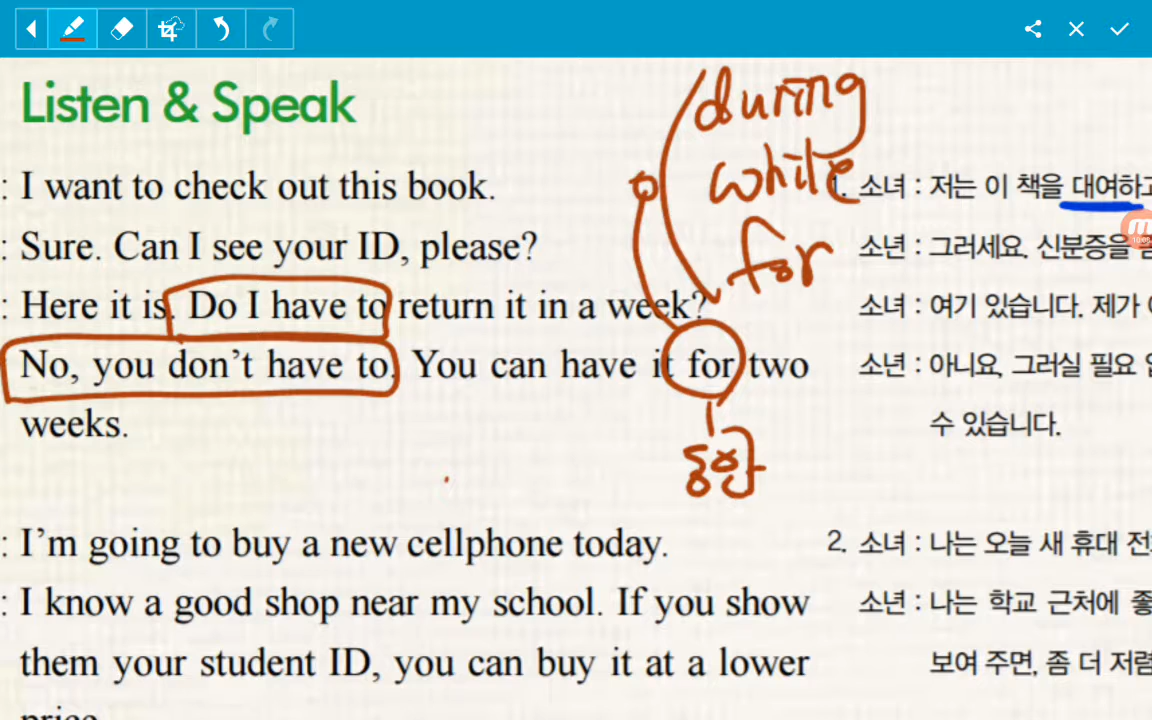 Listen & Speak
during
while
for
: I want to check out this book.
: Sure. Can I see your ID, please?
: Here it is. Do I have to return it in a week?
No, you don't have to. You can have it for two
weeks.
동안
: I'm going to buy a new cellphone today.
: I know a good shop near my school. If you show
them your student ID, you can buy it at a lower
price.
1. 소녀 : 저는 이 책을 대여하고
소년 : 그러세요. 신분증을
소녀 : 여기 있습니다. 제가
소년 : 아니요, 그러실 필요
수 있습니다.
2. 소녀 : 나는 오늘 새 휴대 전
소년 : 나는 학교 근처에 좋
보여 주면, 좀 더 저렴